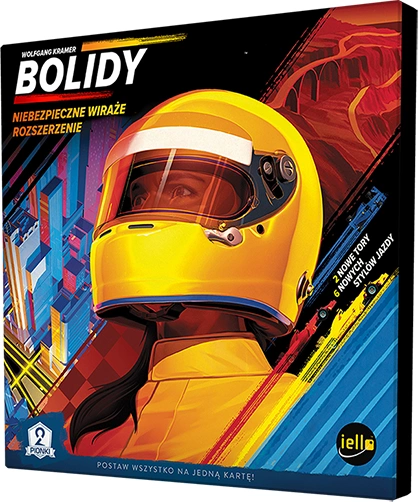 WOLFGANG KRAMER
BOLIDY
NIEBEZPIECZNE WIRAŻE
ROZSZERZENIE
2 NOWE TORY
6 NOWYCH
STYLÓW JAZDY
iello
PIONKI
POSTAW WSZYSTKO NA JEDNĄ KARTĘ!